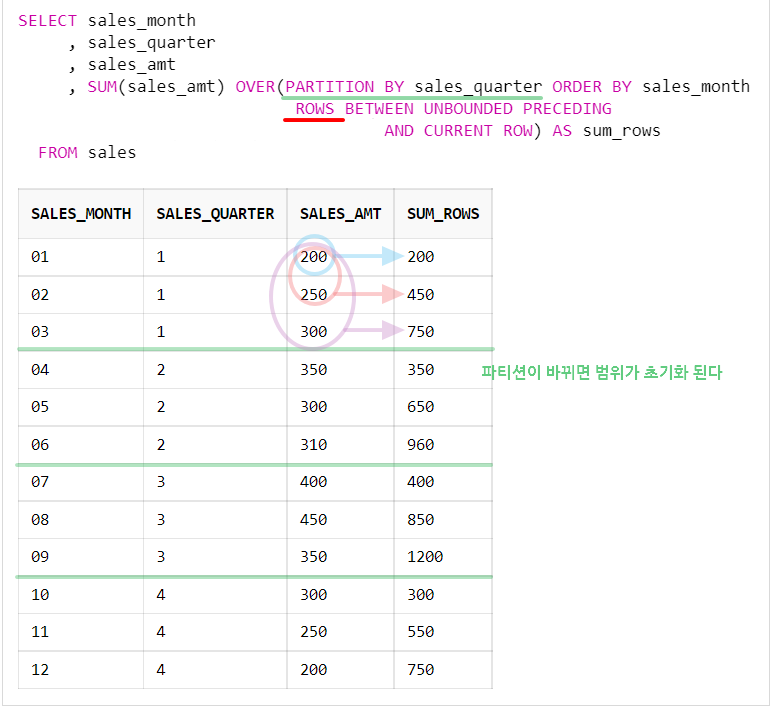 SELECT sales_month
, sales_quarter
, sales_amt
, SUM(sales_amt) OVER(PARTITION BY sales_quarter ORDER BY sales_month
ROWS BETWEEN UNBOUNDED PRECEDING
AND CURRENT ROW) AS sum_rows
FROM sales
SALES_MONTH SALES_QUARTER SALES_AMT SUM_ROWS
01 1 200 200
02 1 250 450
03 1 300 750
04 2 350 350 파티션이 바뀌면 범위가 초기화 된다
05 2 300 650
06 2 310 960
07 3 400 400
08 3 450 850
09 3 350 1200
10 4 300 300
11 4 250 550
12 4 200 750